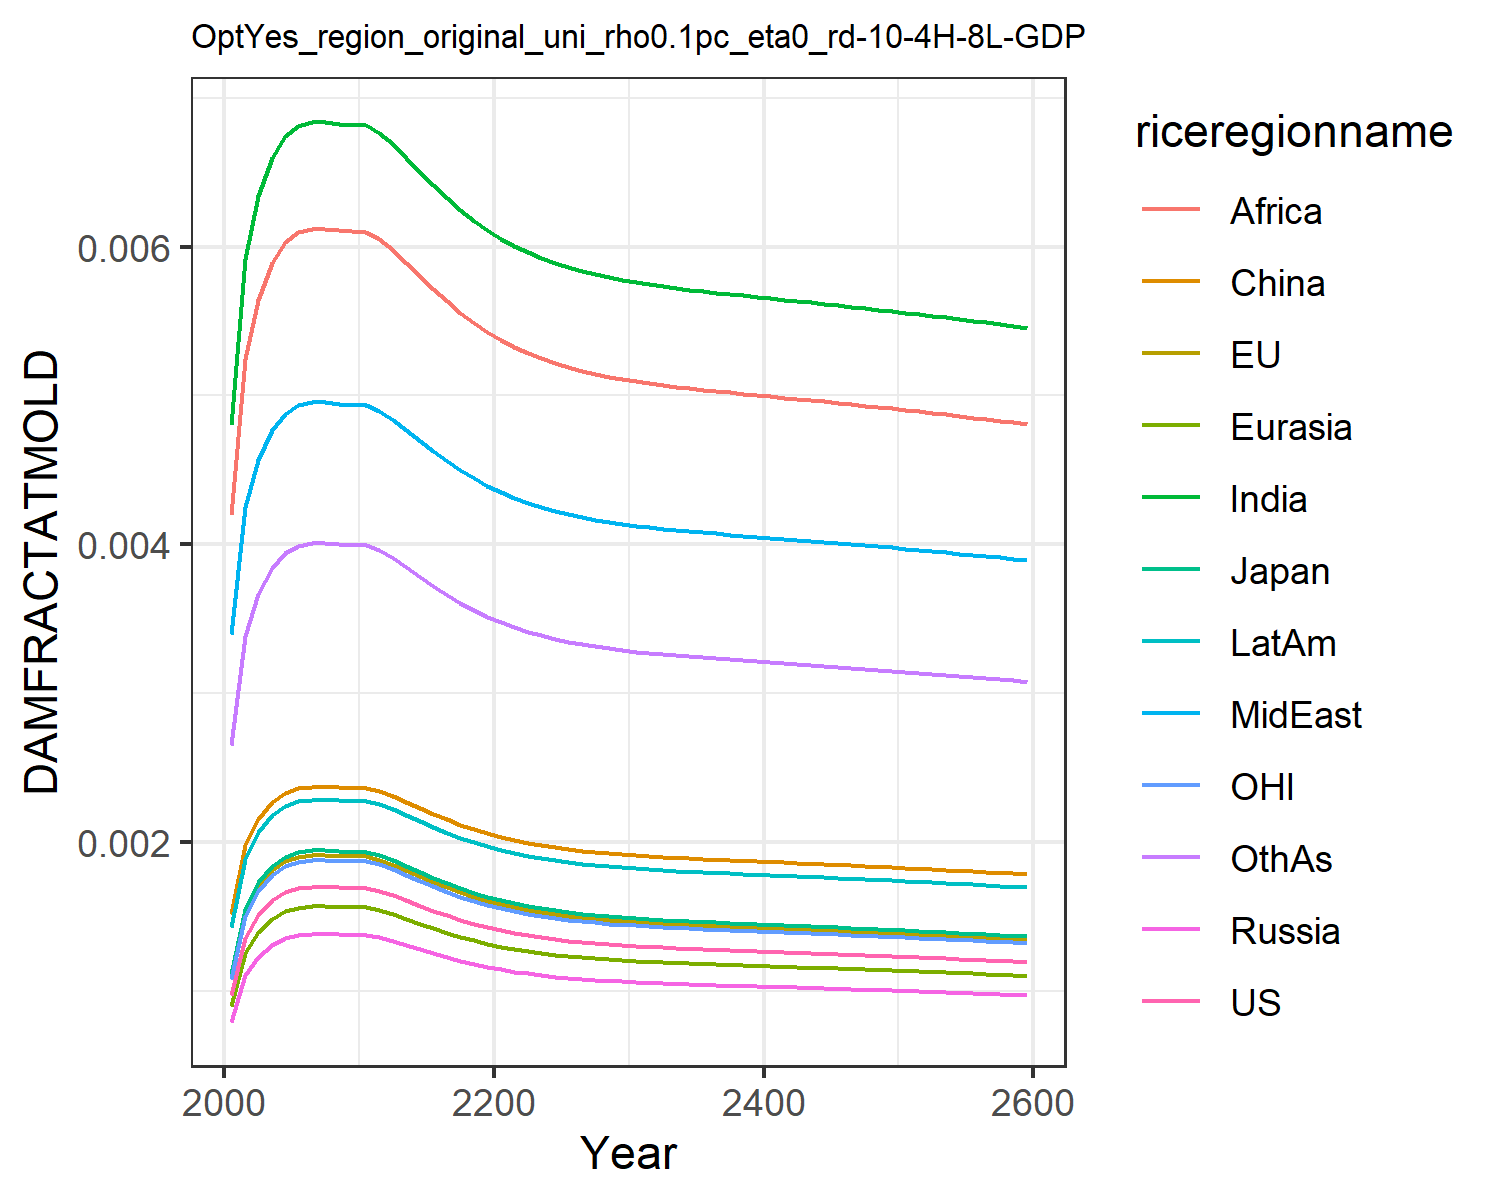 OptYes_region_original_uni_rho0.1pc_eta0_rd-10-4H-8L-GDP
DAMFRACTATMOLD
0.006
0.004
0.002
2000 2200 2400 2600
Year
riceregionname
Africa
China
EU
Eurasia
India
Japan
LatAm
MidEast
OHI
OthAs
Russia
US